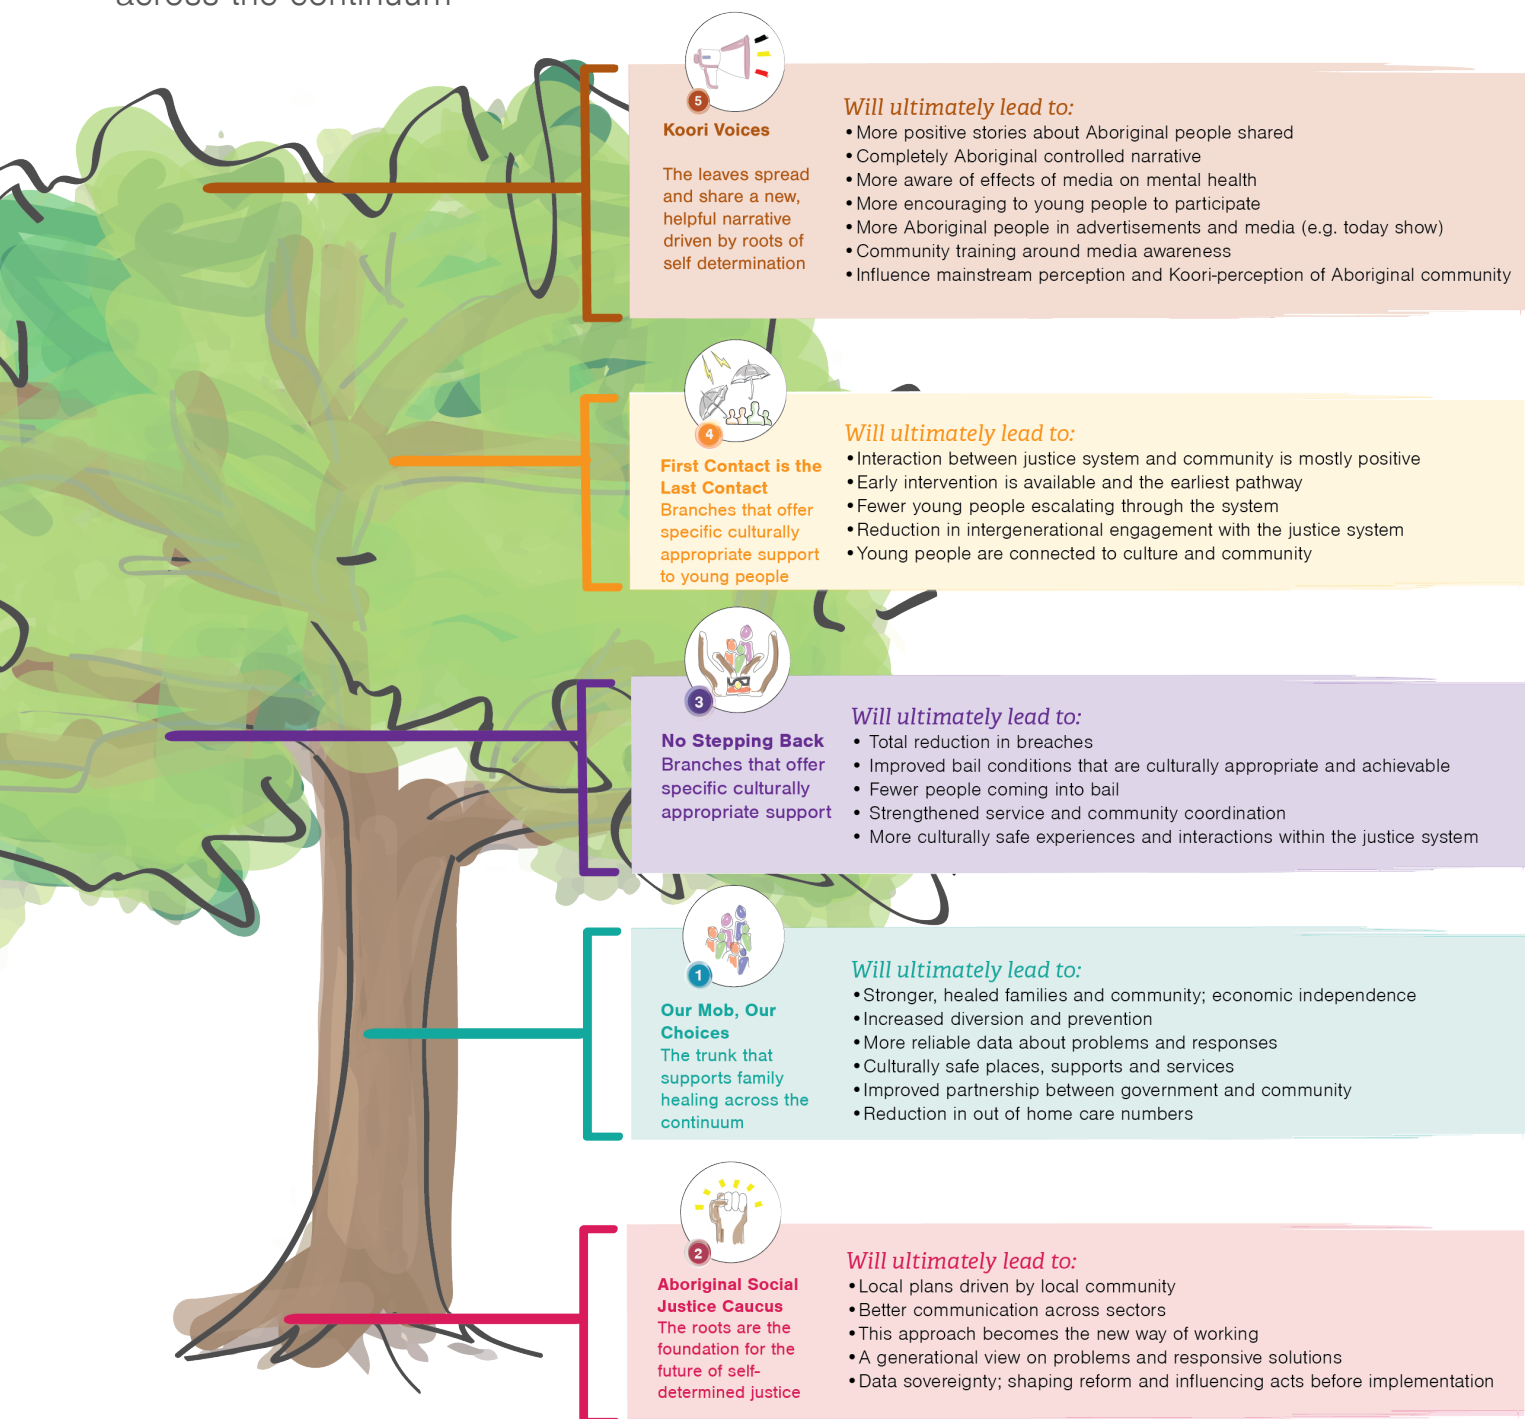 across the continuum
5
Koori Voices
The leaves spread
and share a new,
helpful narrative
driven by roots of
self determination
Will ultimately lead to:
•More positive stories about Aboriginal people shared
•Completely Aboriginal controlled narrative
•More aware of effects of media on mental health
•More encouraging to young people to participate
•More Aboriginal people in advertisements and media (e.g. today show)
•Community training around media awareness
•Influence mainstream perception and Koori-perception of Aboriginal community
4
First Contact is the
Last Contact
Branches that offer
specific culturally
appropriate support
to young people
Will ultimately lead to:
•Interaction between justice system and community is mostly positive
•Early intervention is available and the earliest pathway
•Fewer young people escalating through the system
•Reduction in intergenerational engagement with the justice system
•Young people are connected to culture and community
3
No Stepping Back
Branches that offer
specific culturally
appropriate support
Will ultimately lead to:
• Total reduction in breaches
• Improved bail conditions that are culturally appropriate and achievable
• Fewer people coming into bail
• Strengthened service and community coordination
• More culturally safe experiences and interactions within the justice system
1
Our Mob, Our
Choices
The trunk that
supports family
healing across the
continuum
Will ultimately lead to:
•Stronger, healed families and community; economic independence
•Increased diversion and prevention
•More reliable data about problems and responses
•Culturally safe places, supports and services
•Improved partnership between government and community
•Reduction in out of home care numbers
2
Aboriginal Social
Justice Caucus
The roots are the
foundation for the
future of self-
determined justice
Will ultimately lead to:
•Local plans driven by local community
•Better communication across sectors
•This approach becomes the new way of working
•A generational view on problems and responsive solutions
•Data sovereignty; shaping reform and influencing acts before implementation